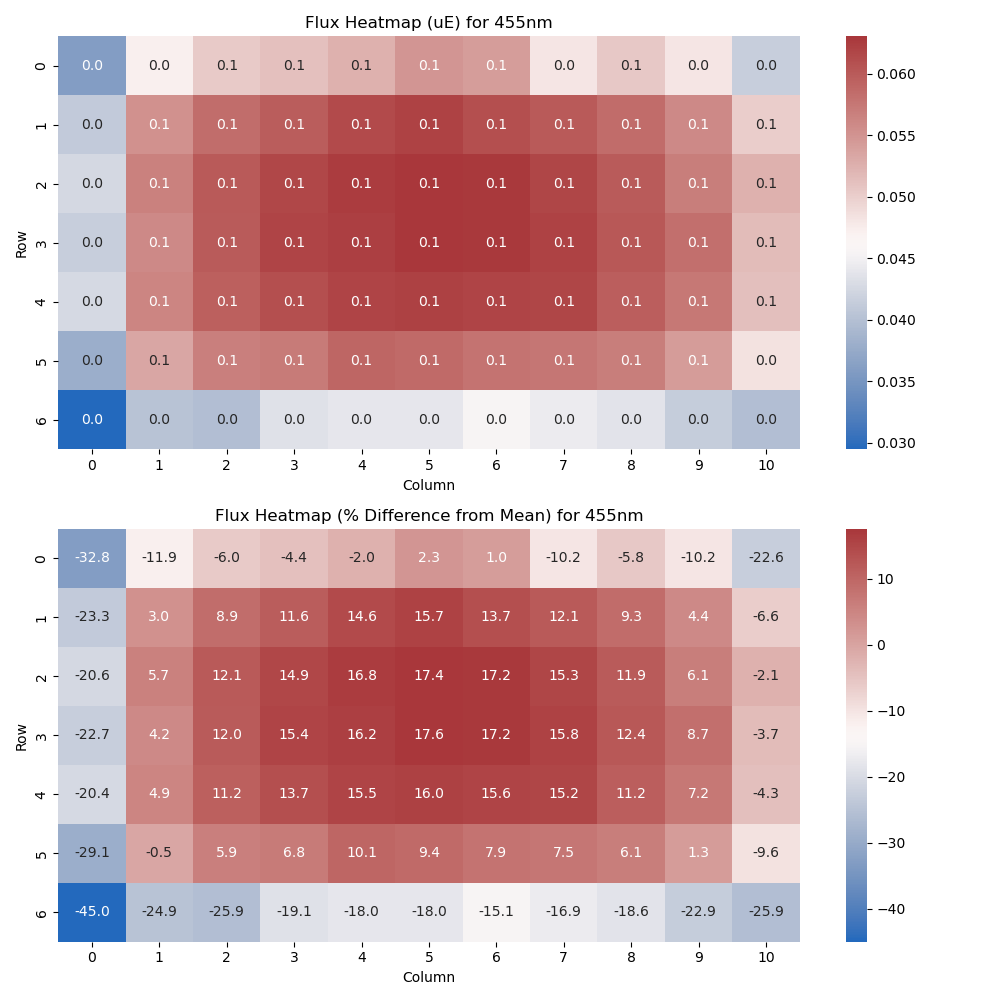 Flux Heatmap (uE) for 455nm
0 0.0 0.0 0.1 0.1 0.1 0.1 0.1 0.0 0.1 0.0 0.0
1 0.0 0.1 0.1 0.1 0.1 0.1 0.1 0.1 0.1 0.1 0.1
2 0.0 0.1 0.1 0.1 0.1 0.1 0.1 0.1 0.1 0.1 0.1
3 0.0 0.1 0.1 0.1 0.1 0.1 0.1 0.1 0.1 0.1 0.1
4 0.0 0.1 0.1 0.1 0.1 0.1 0.1 0.1 0.1 0.1 0.1
5 0.0 0.1 0.1 0.1 0.1 0.1 0.1 0.1 0.1 0.1 0.0
6 0.0 0.0 0.0 0.0 0.0 0.0 0.0 0.0 0.0 0.0 0.0
0 1 2 3 4 5 6 7 8 9 10
Column
Row
0.060
0.055
0.050
0.045
0.040
0.035
0.030
Flux Heatmap (% Difference from Mean) for 455nm
0 -32.8 -11.9 -6.0 -4.4 -2.0 2.3 1.0 -10.2 -5.8 -10.2 -22.6
1 -23.3 3.0 8.9 11.6 14.6 15.7 13.7 12.1 9.3 4.4 -6.6
2 -20.6 5.7 12.1 14.9 16.8 17.4 17.2 15.3 11.9 6.1 -2.1
3 -22.7 4.2 12.0 15.4 16.2 17.6 17.2 15.8 12.4 8.7 -3.7
4 -20.4 4.9 11.2 13.7 15.5 16.0 15.6 15.2 11.2 7.2 -4.3
5 -29.1 -0.5 5.9 6.8 10.1 9.4 7.9 7.5 6.1 1.3 -9.6
6 -45.0 -24.9 -25.9 -19.1 -18.0 -18.0 -15.1 -16.9 -18.6 -22.9 -25.9
0 1 2 3 4 5 6 7 8 9 10
Column
Row
10
0
−10
−20
−30
−40